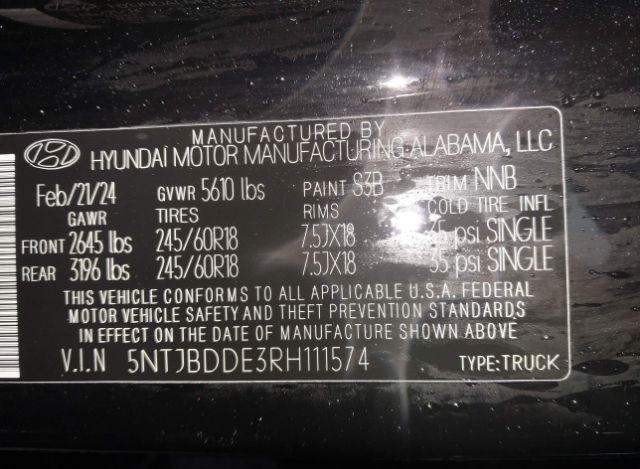 MANUFACTURED BY
HYUNDAI MOTOR MANUFACTURING ALABAMA, LLC
Feb/21/24 GVWR 5610 lbs PAINT S3B TRIM NNB
GAWR TIRES RIMS COLD TIRE INFL
FRONT 2645 lbs 245/60R18 7.5JX18 35 psi SINGLE
REAR 3196 lbs 245/60R18 7.5JX18 35 psi SINGLE
THIS VEHICLE CONFORMS TO ALL APPLICABLE U.S.A. FEDERAL
MOTOR VEHICLE SAFETY AND THEFT PREVENTION STANDARDS
IN EFFECT ON THE DATE OF MANUFACTURE SHOWN ABOVE
V.I.N 5NTJBDDE3RH111574 TYPE:TRUCK